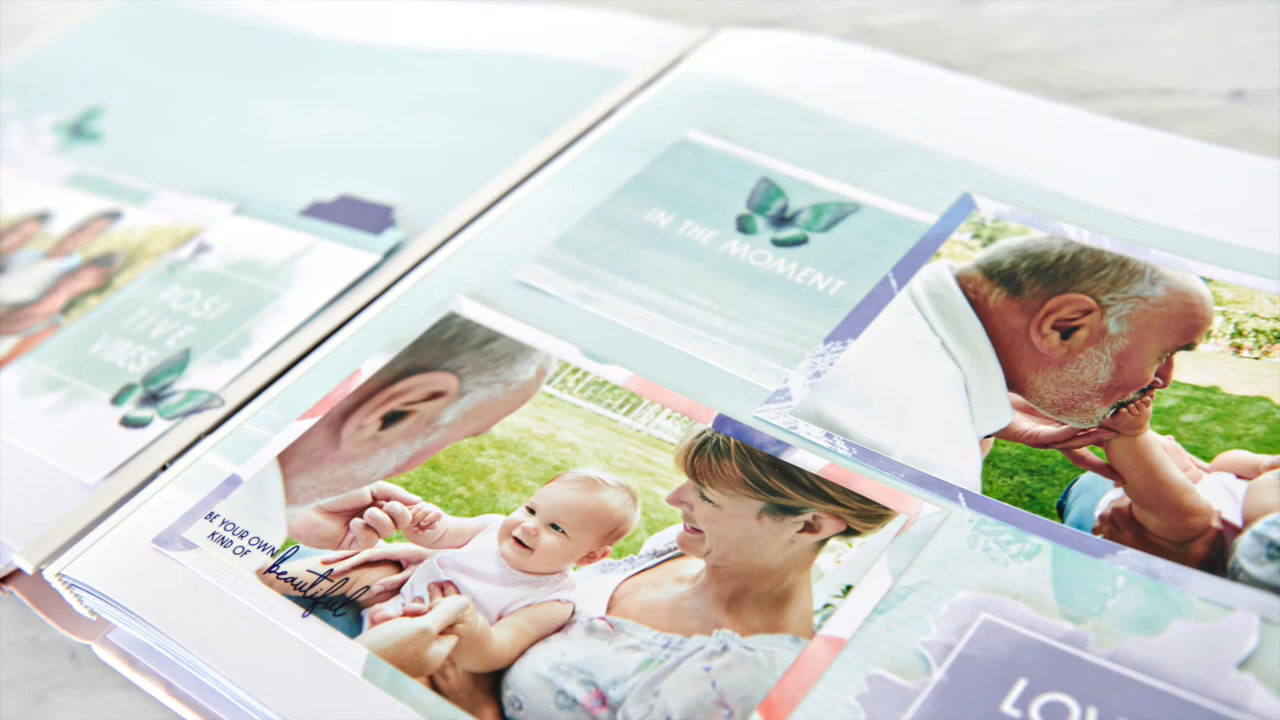 POSI
TIVE
VIBES
IN THE MOMENT
BE YOUR OWN
KIND OF
beautiful